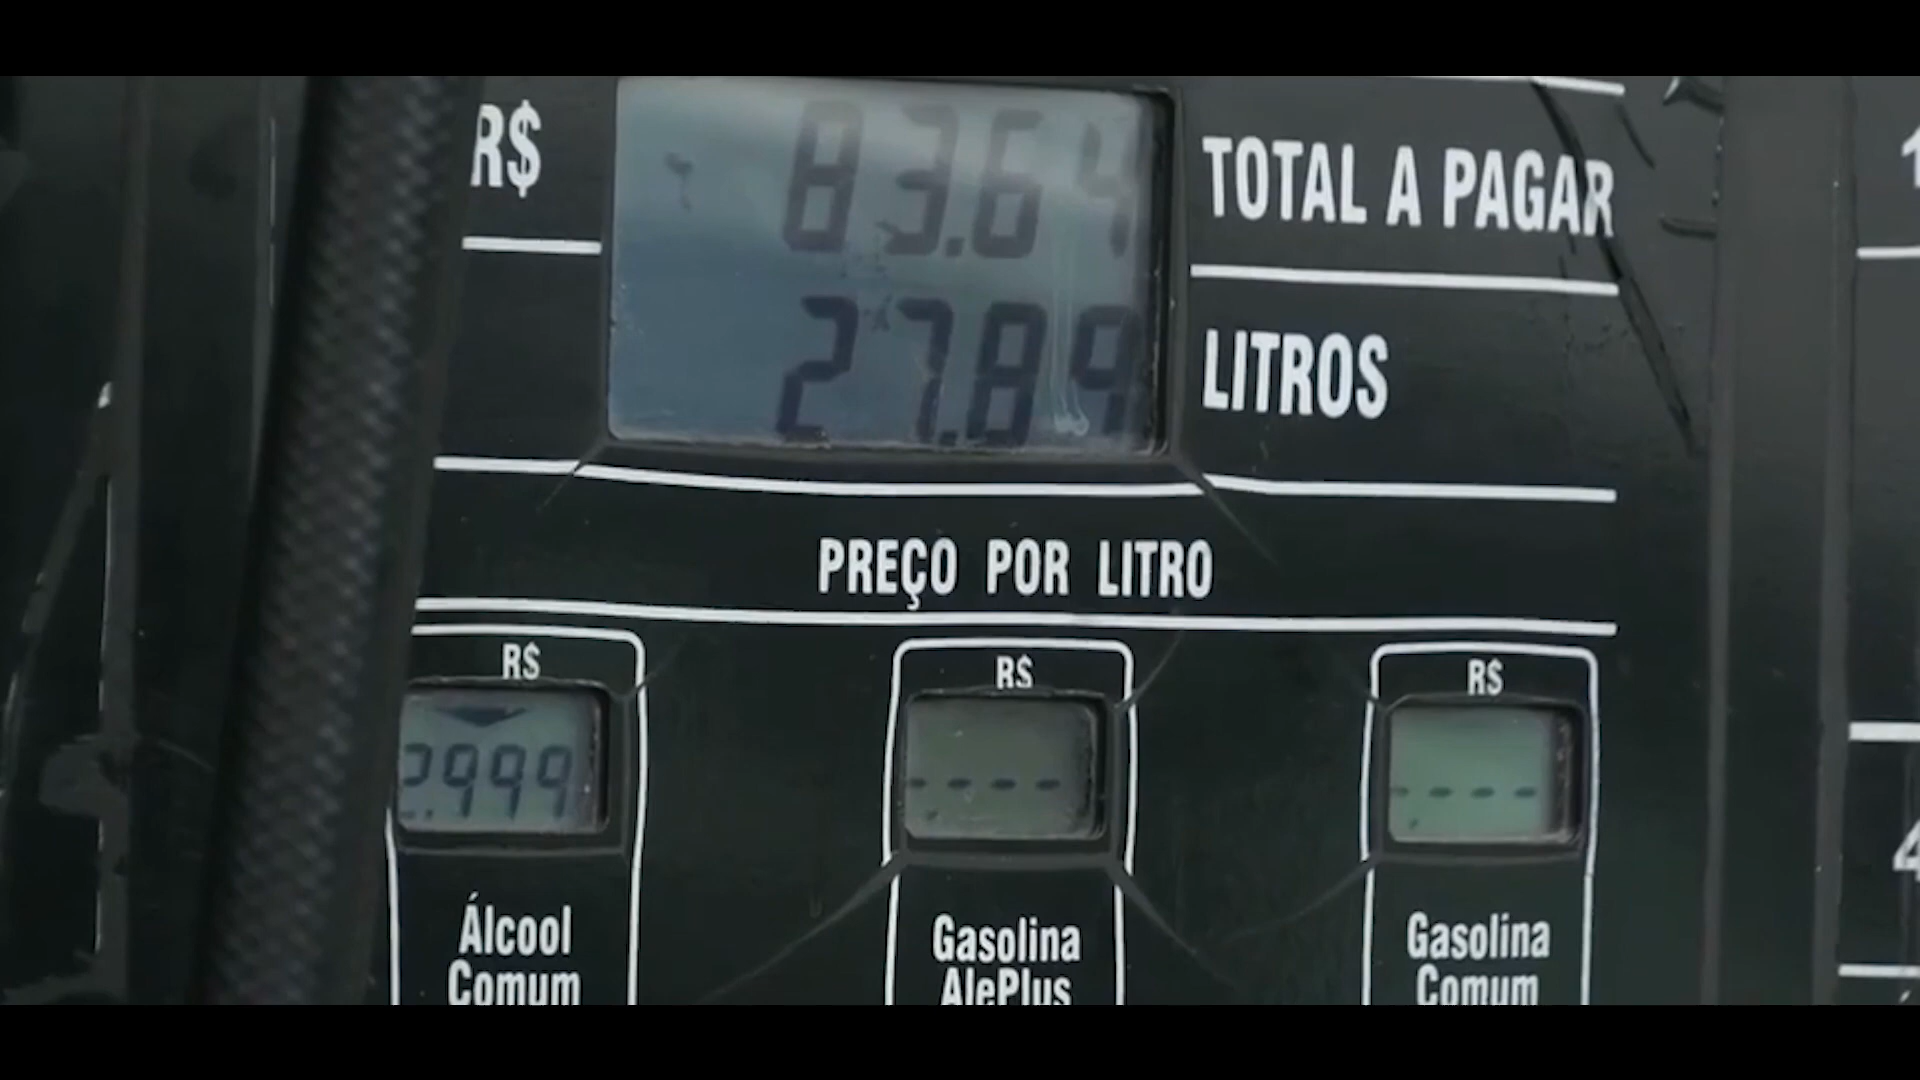 R$ 83.64 TOTAL A PAGAR
27.89 LITROS
PREÇO POR LITRO
R$ R$ R$
2.999 ---- ----
Álcool Comum
Gasolina AlePlus
Gasolina Comum